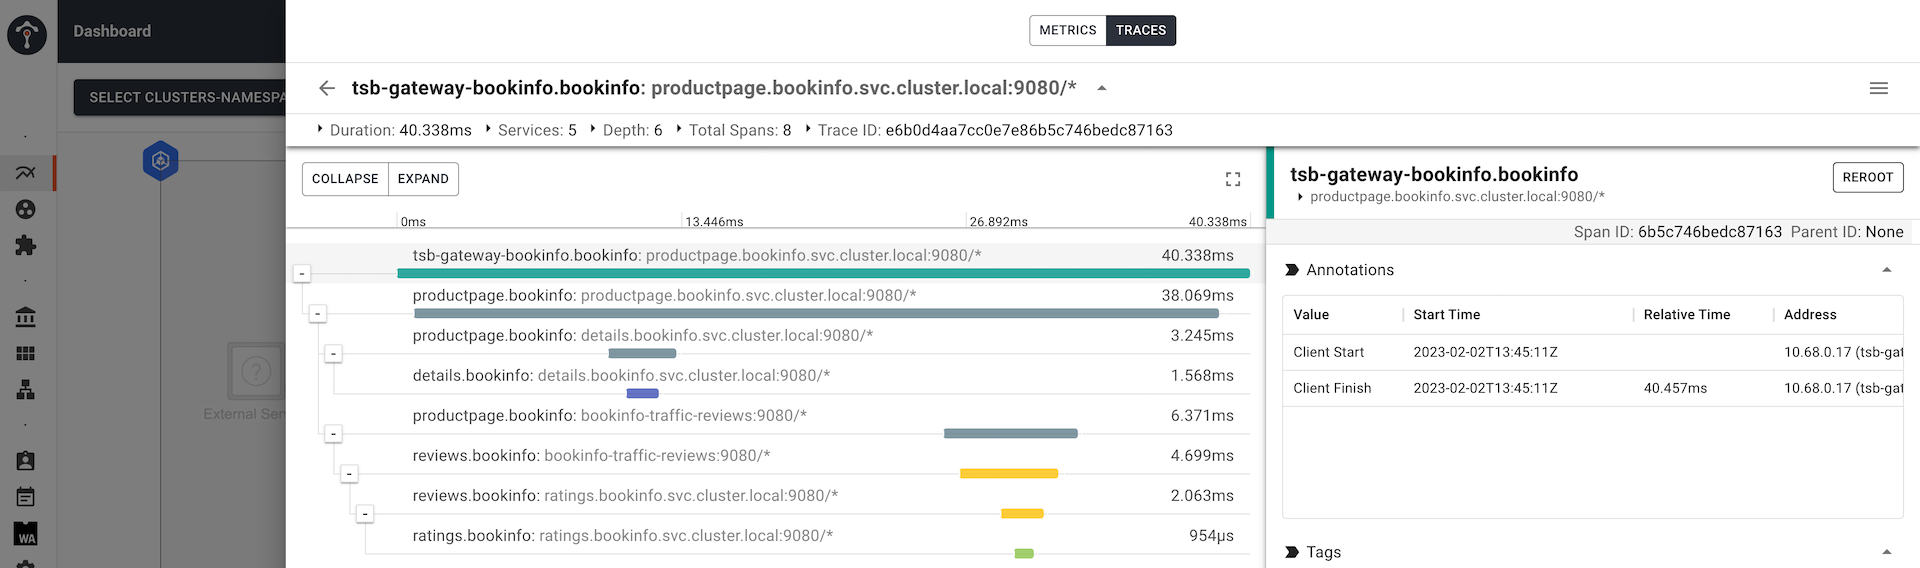 Dashboard
METRICS TRACES
SELECT CLUSTERS-NAMESPA
tsb-gateway-bookinfo.bookinfo: productpage.bookinfo.svc.cluster.local:9080/*
Duration: 40.338ms Services: 5 Depth: 6 Total Spans: 8 Trace ID: e6b0d4aa7cc0e7e86b5c746bedc87163
COLLAPSE EXPAND
0ms 13.446ms 26.892ms 40.338ms
tsb-gateway-bookinfo.bookinfo: productpage.bookinfo.svc.cluster.local:9080/* 40.338ms
productpage.bookinfo: productpage.bookinfo.svc.cluster.local:9080/* 38.069ms
productpage.bookinfo: details.bookinfo.svc.cluster.local:9080/* 3.245ms
details.bookinfo: details.bookinfo.svc.cluster.local:9080/* 1.568ms
productpage.bookinfo: bookinfo-traffic-reviews:9080/* 6.371ms
reviews.bookinfo: bookinfo-traffic-reviews:9080/* 4.699ms
reviews.bookinfo: ratings.bookinfo.svc.cluster.local:9080/* 2.063ms
ratings.bookinfo: ratings.bookinfo.svc.cluster.local:9080/* 954μs
External Ser
WA
tsb-gateway-bookinfo.bookinfo
REROOT
productpage.bookinfo.svc.cluster.local:9080/*
Span ID: 6b5c746bedc87163 Parent ID: None
Annotations
Value Start Time Relative Time Address
Client Start 2023-02-02T13:45:11Z 10.68.0.17 (tsb-gat
Client Finish 2023-02-02T13:45:11Z 40.457ms 10.68.0.17 (tsb-gat
Tags